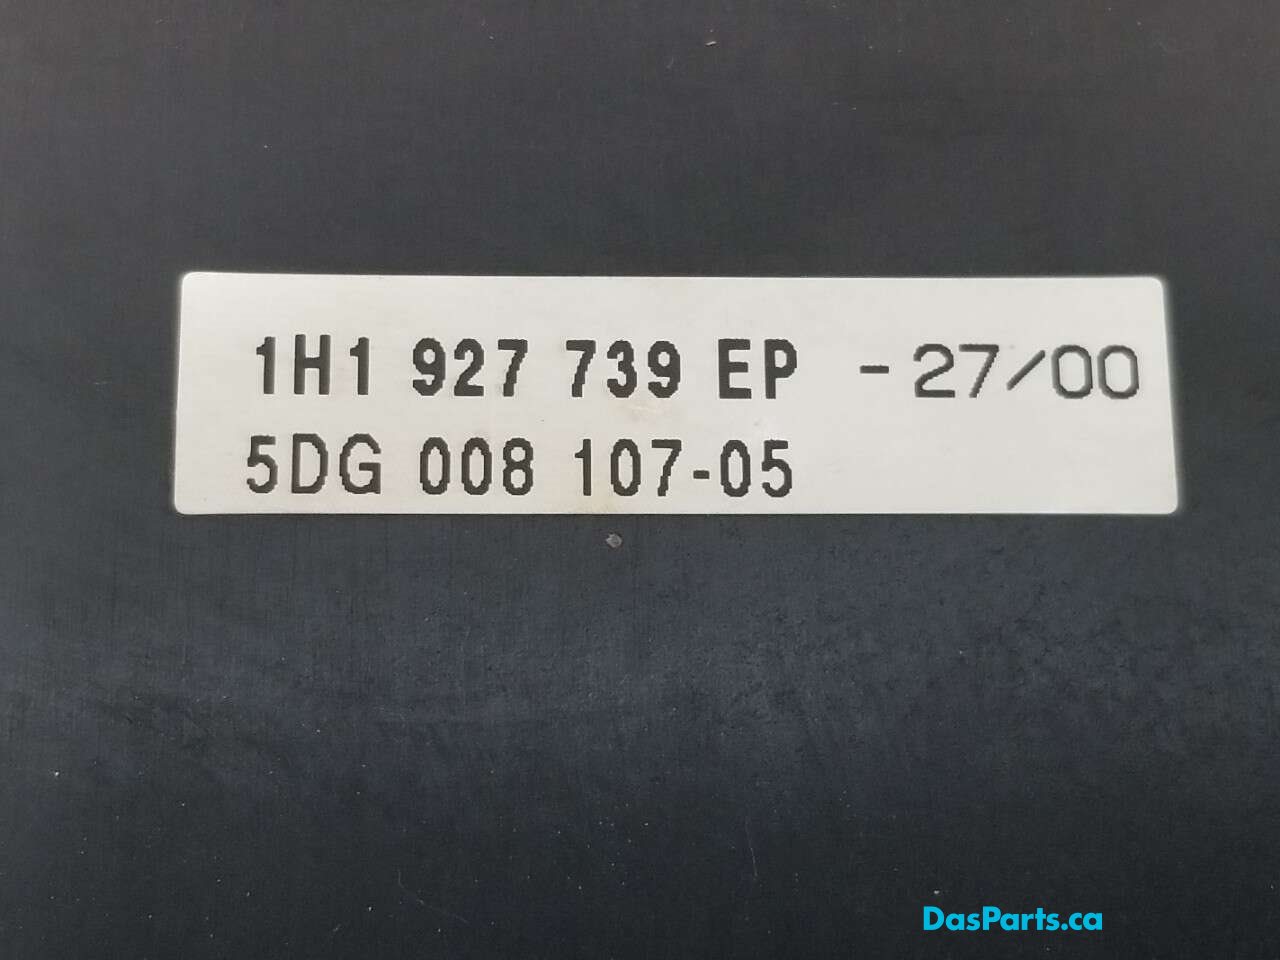 1H1 927 739 EP - 27/00
5DG 008 107-05
DasParts.ca